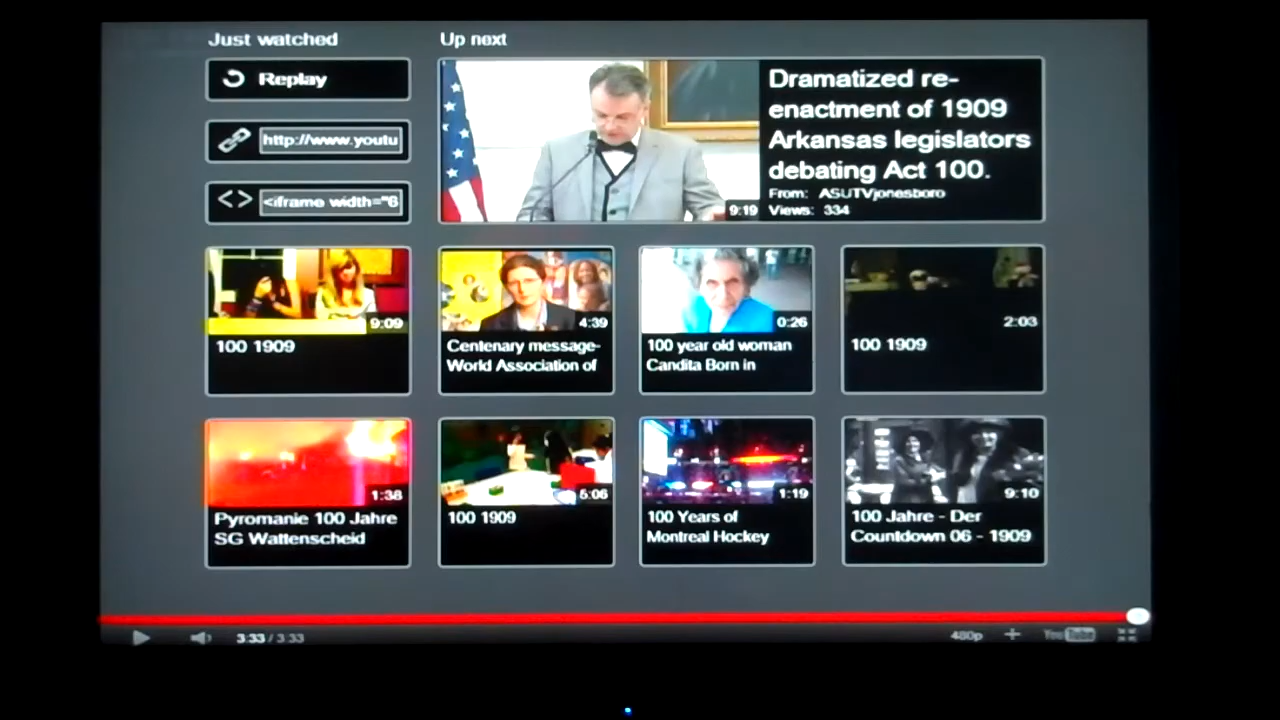 Just watched
Up next
Replay
http://www.youtu
<> <iframe width="6
Dramatized re-
enactment of 1909
Arkansas legislators
debating Act 100.
From: ASUTVjonesboro
Views: 334
9:19
9:09
100 1909
4:39
Centenary message-
World Association of
0:26
100 year old woman
Candita Born in
2:03
100 1909
1:38
Pyromanie 100 Jahre
SG Wattenscheid
5:06
100 1909
1:19
100 Years of
Montreal Hockey
9:10
100 Jahre - Der
Countdown 06 - 1909
3:33 / 3:33
480p
YouTube